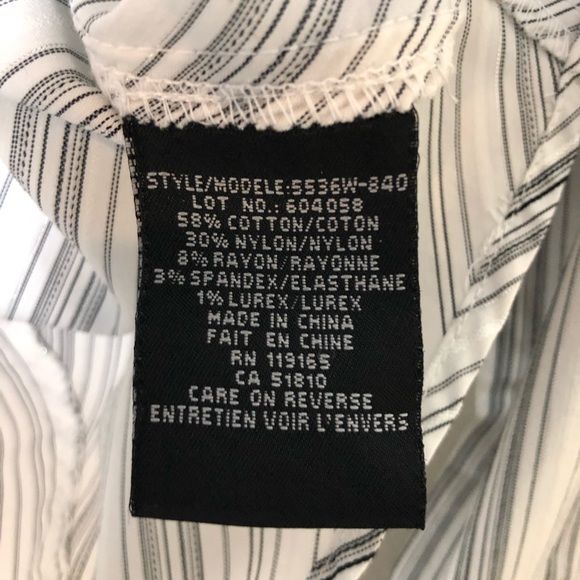 STYLE/MODELE:5536W-840
LOT NO.: 604058
58% COTTON/COTON
30% NYLON/NYLON
8% RAYON/RAYONNE
3% SPANDEX/ELASTHANE
1% LUREX/LUREX
MADE IN CHINA
FAIT EN CHINE
RN 119165
CA 51810
CARE ON REVERSE
ENTRETIEN VOIR L'ENVERS